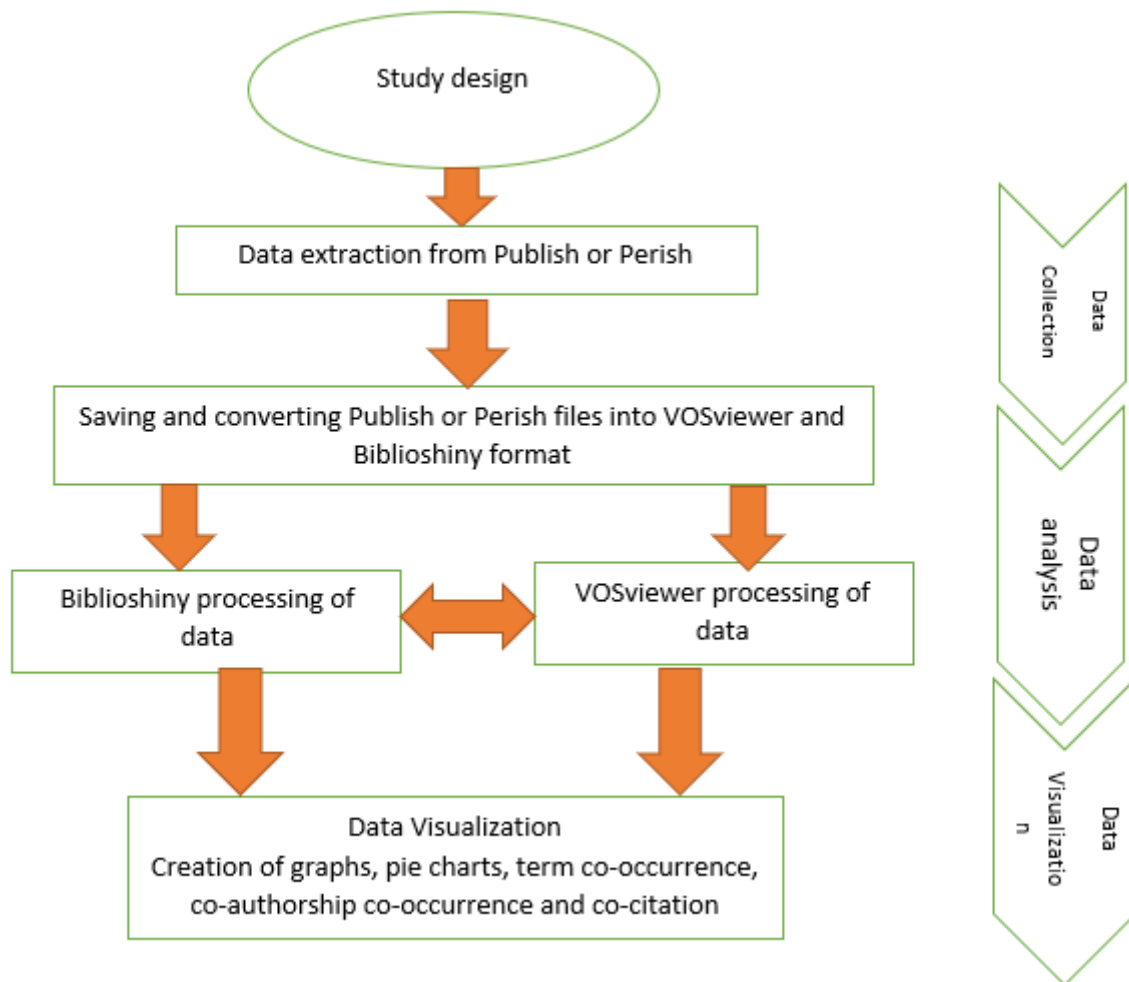 Study design
Data extraction from Publish or Perish
Saving and converting Publish or Perish files into VOSviewer and
Biblioshiny format
Biblioshiny processing of
data
VOSviewer processing of
data
Data Visualization
Creation of graphs, pie charts, term co-occurrence,
co-authorship co-occurrence and co-citation
Data
Collection
Data
analysis
Data
Visualizatio
n